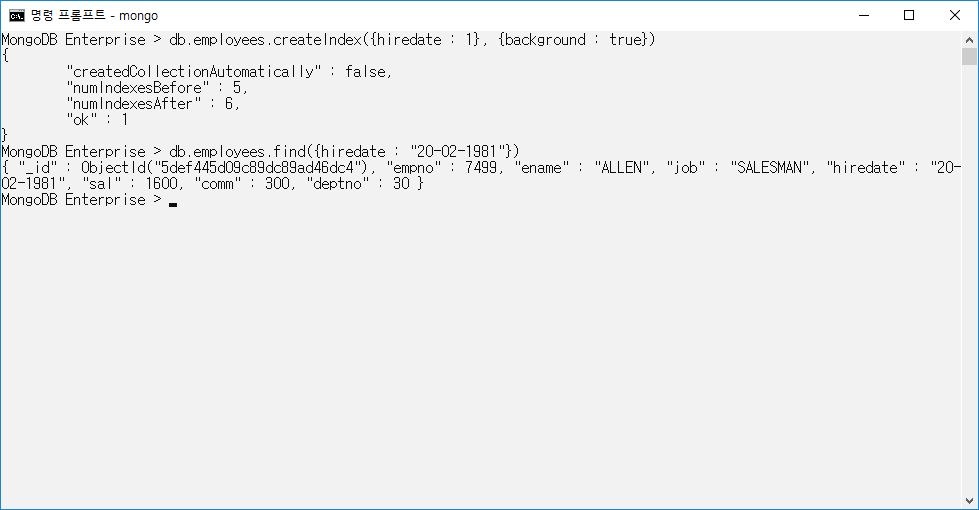 명령 프롬프트 - mongo
MongoDB Enterprise > db.employees.createIndex({hiredate : 1}, {background : true})
{
        "createdCollectionAutomatically" : false,
        "numIndexesBefore" : 5,
        "numIndexesAfter" : 6,
        "ok" : 1
}
MongoDB Enterprise > db.employees.find({hiredate : "20-02-1981"})
{ "_id" : ObjectId("5def445d09c89dc89ad46dc4"), "empno" : 7499, "ename" : "ALLEN", "job" : "SALESMAN", "hiredate" : "20-
02-1981", "sal" : 1600, "comm" : 300, "deptno" : 30 }
MongoDB Enterprise >